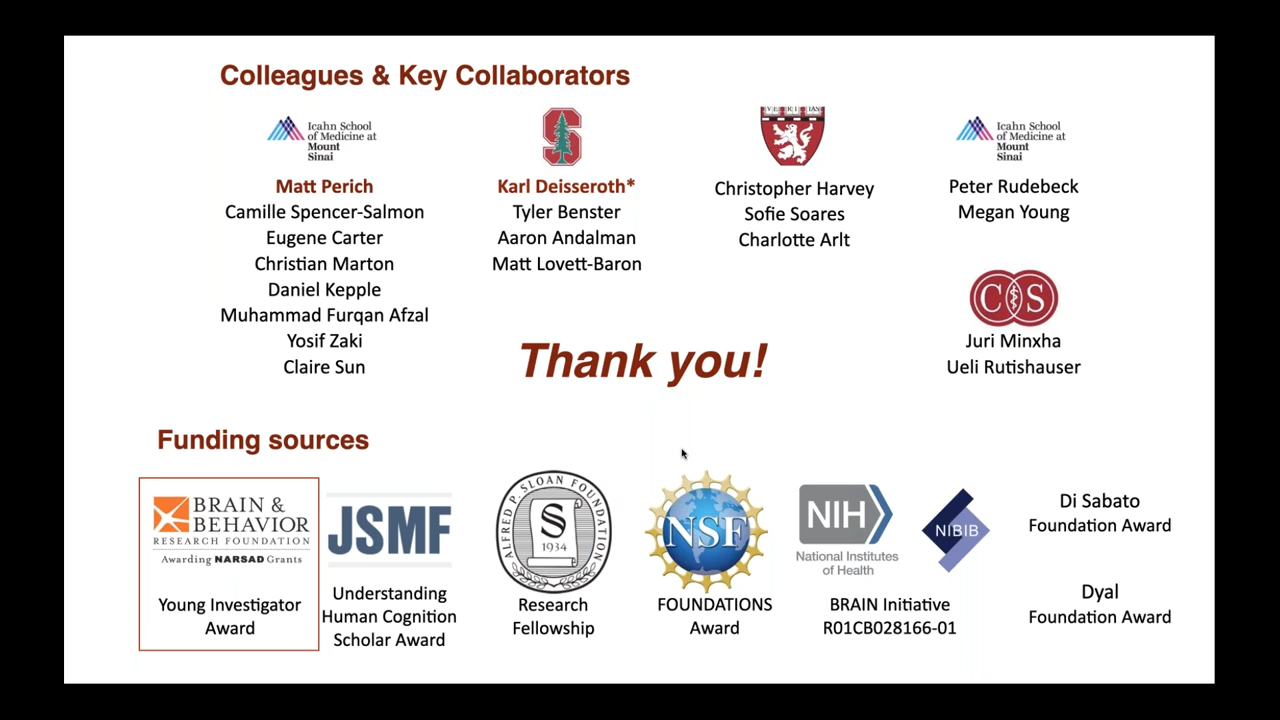 Colleagues & Key Collaborators
Icahn School
of Medicine at
Mount
Sinai
Matt Perich
Camille Spencer-Salmon
Eugene Carter
Christian Marton
Daniel Kepple
Muhammad Furqan Afzal
Yosif Zaki
Claire Sun
Karl Deisseroth*
Tyler Benster
Aaron Andalman
Matt Lovett-Baron
VE RI TAS
Christopher Harvey
Sofie Soares
Charlotte Arlt
Icahn School
of Medicine at
Mount
Sinai
Peter Rudebeck
Megan Young
CS
Juri Minxha
Ueli Rutishauser
Thank you!
Funding sources
BRAIN &
BEHAVIOR
RESEARCH FOUNDATION
Awarding NARSAD Grants
Young Investigator
Award
JSMF
Understanding
Human Cognition
Scholar Award
ALFRED P. SLOAN FOUNDATION
S
1934
Research
Fellowship
NSF
FOUNDATIONS
Award
NIH
National Institutes
of Health
NIBIB
BRAIN Initiative
R01CB028166-01
Di Sabato
Foundation Award
Dyal
Foundation Award